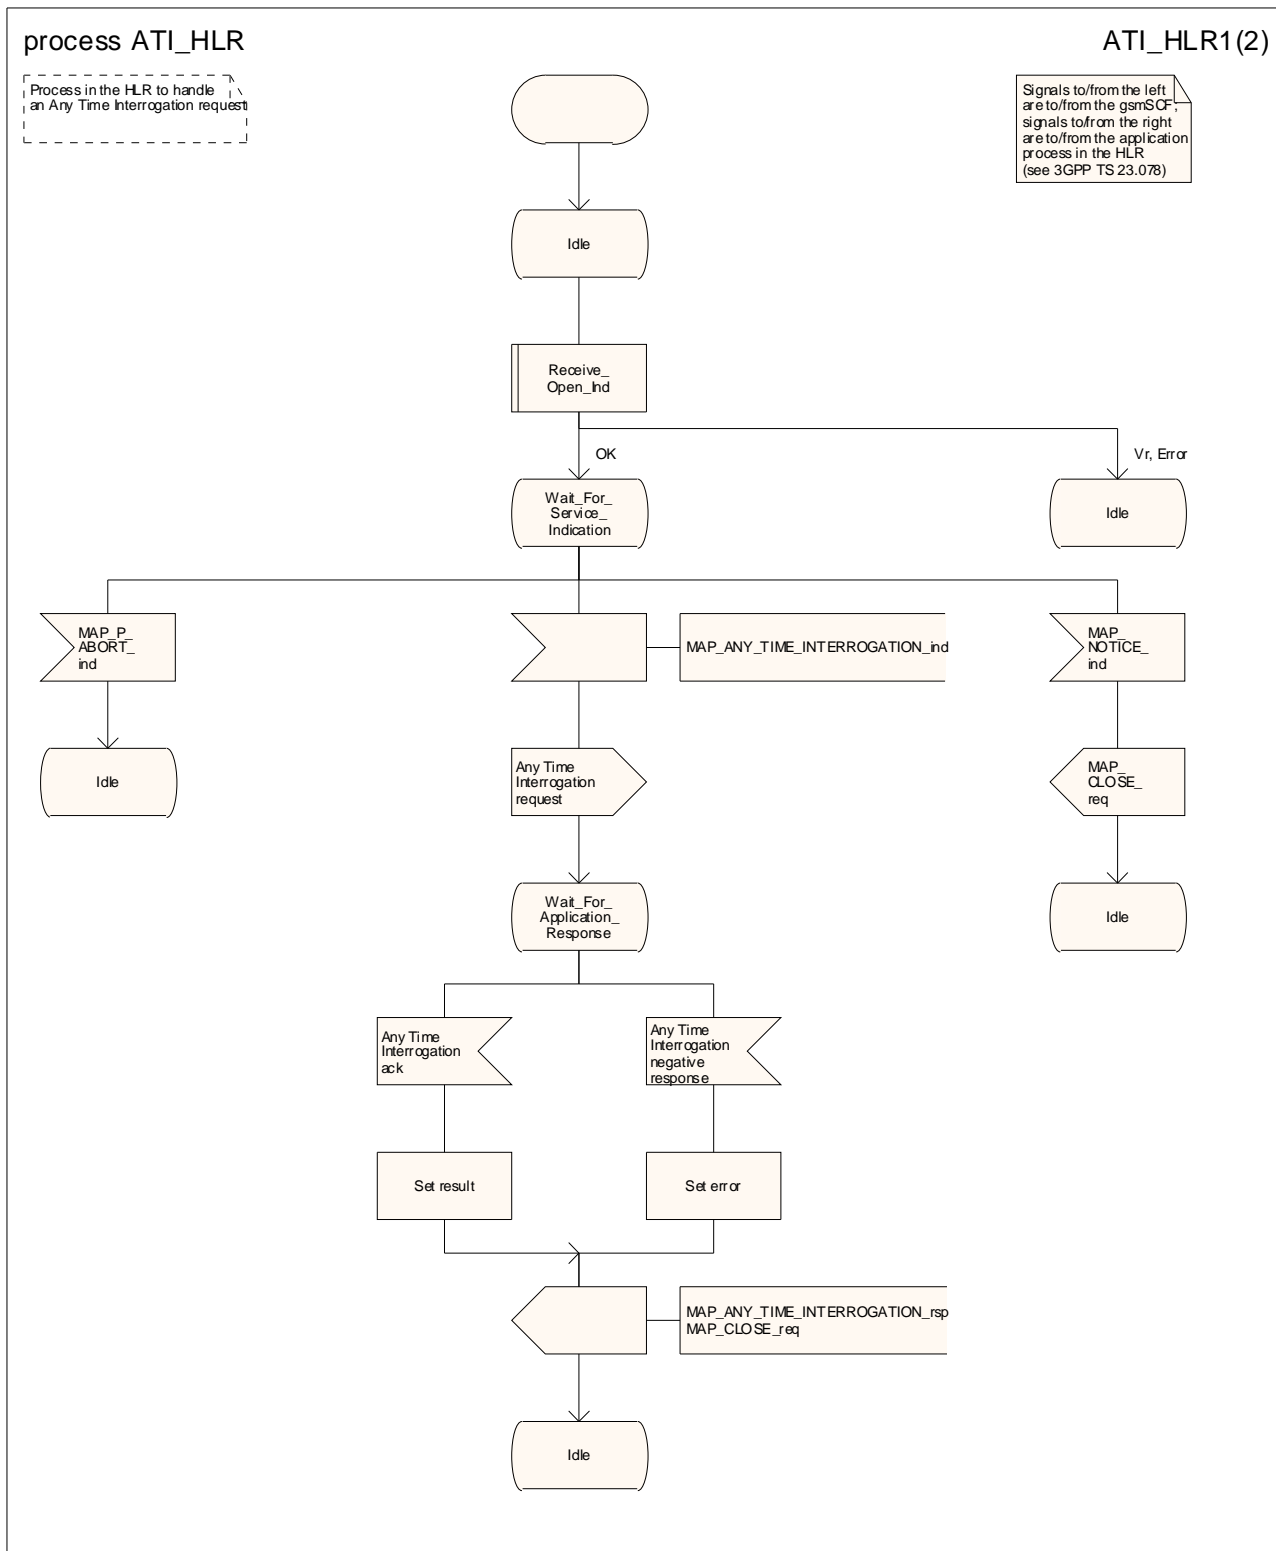 process ATI_HLR
ATI_HLR1(2)
Process in the HLR to handle
an Any Time Interrogation request
Signals to/from the left
are to/from the gsmSCF;
signals to/from the right
are to/from the application
process in the HLR
(see 3GPP TS 23.078)
Idle
Receive_
Open_Ind
OK
Vr, Error
Wait_For_
Service_
Indication
Idle
MAP_P_
ABORT_
ind
MAP_ANY_TIME_INTERROGATION_ind
MAP_
NOTICE_
ind
Idle
Any Time
Interrogation
request
MAP_
CLOSE_
req
Wait_For_
Application_
Response
Idle
Any Time
Interrogation
ack
Any Time
Interrogation
negative
response
Set result
Set error
MAP_ANY_TIME_INTERROGATION_rsp
MAP_CLOSE_req
Idle